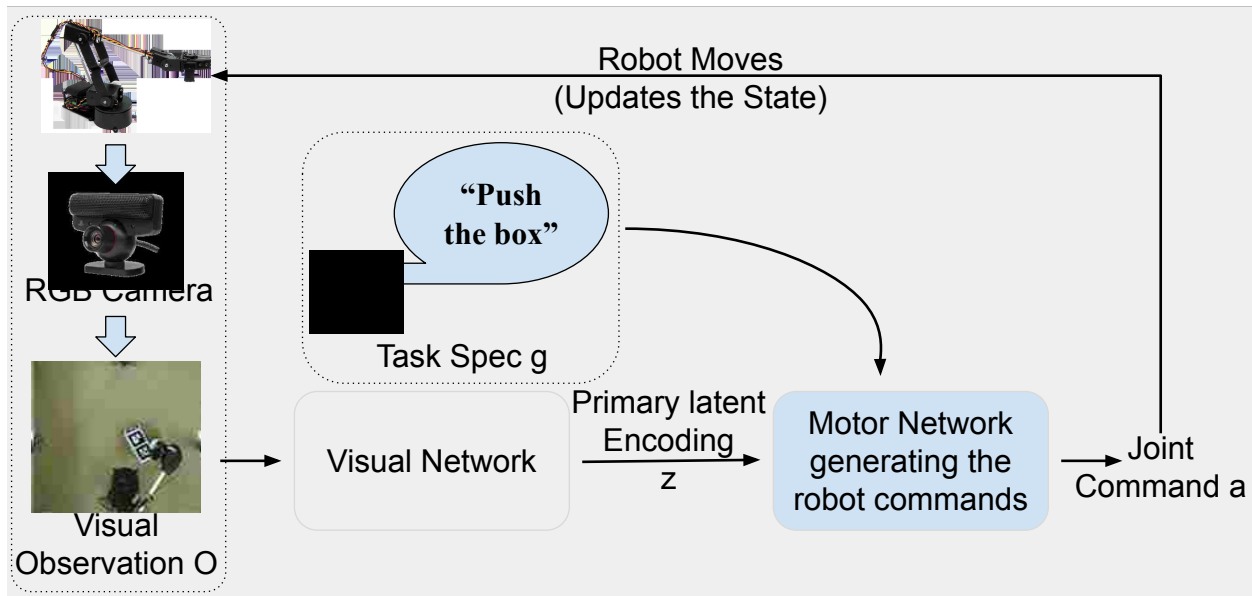 Robot Moves
(Updates the State)
“Push
the box”
RGB Camera
Task Spec g
Primary latent
Encoding
z
Visual Network
Motor Network
generating the
robot commands
Joint
Command a
Visual
Observation O